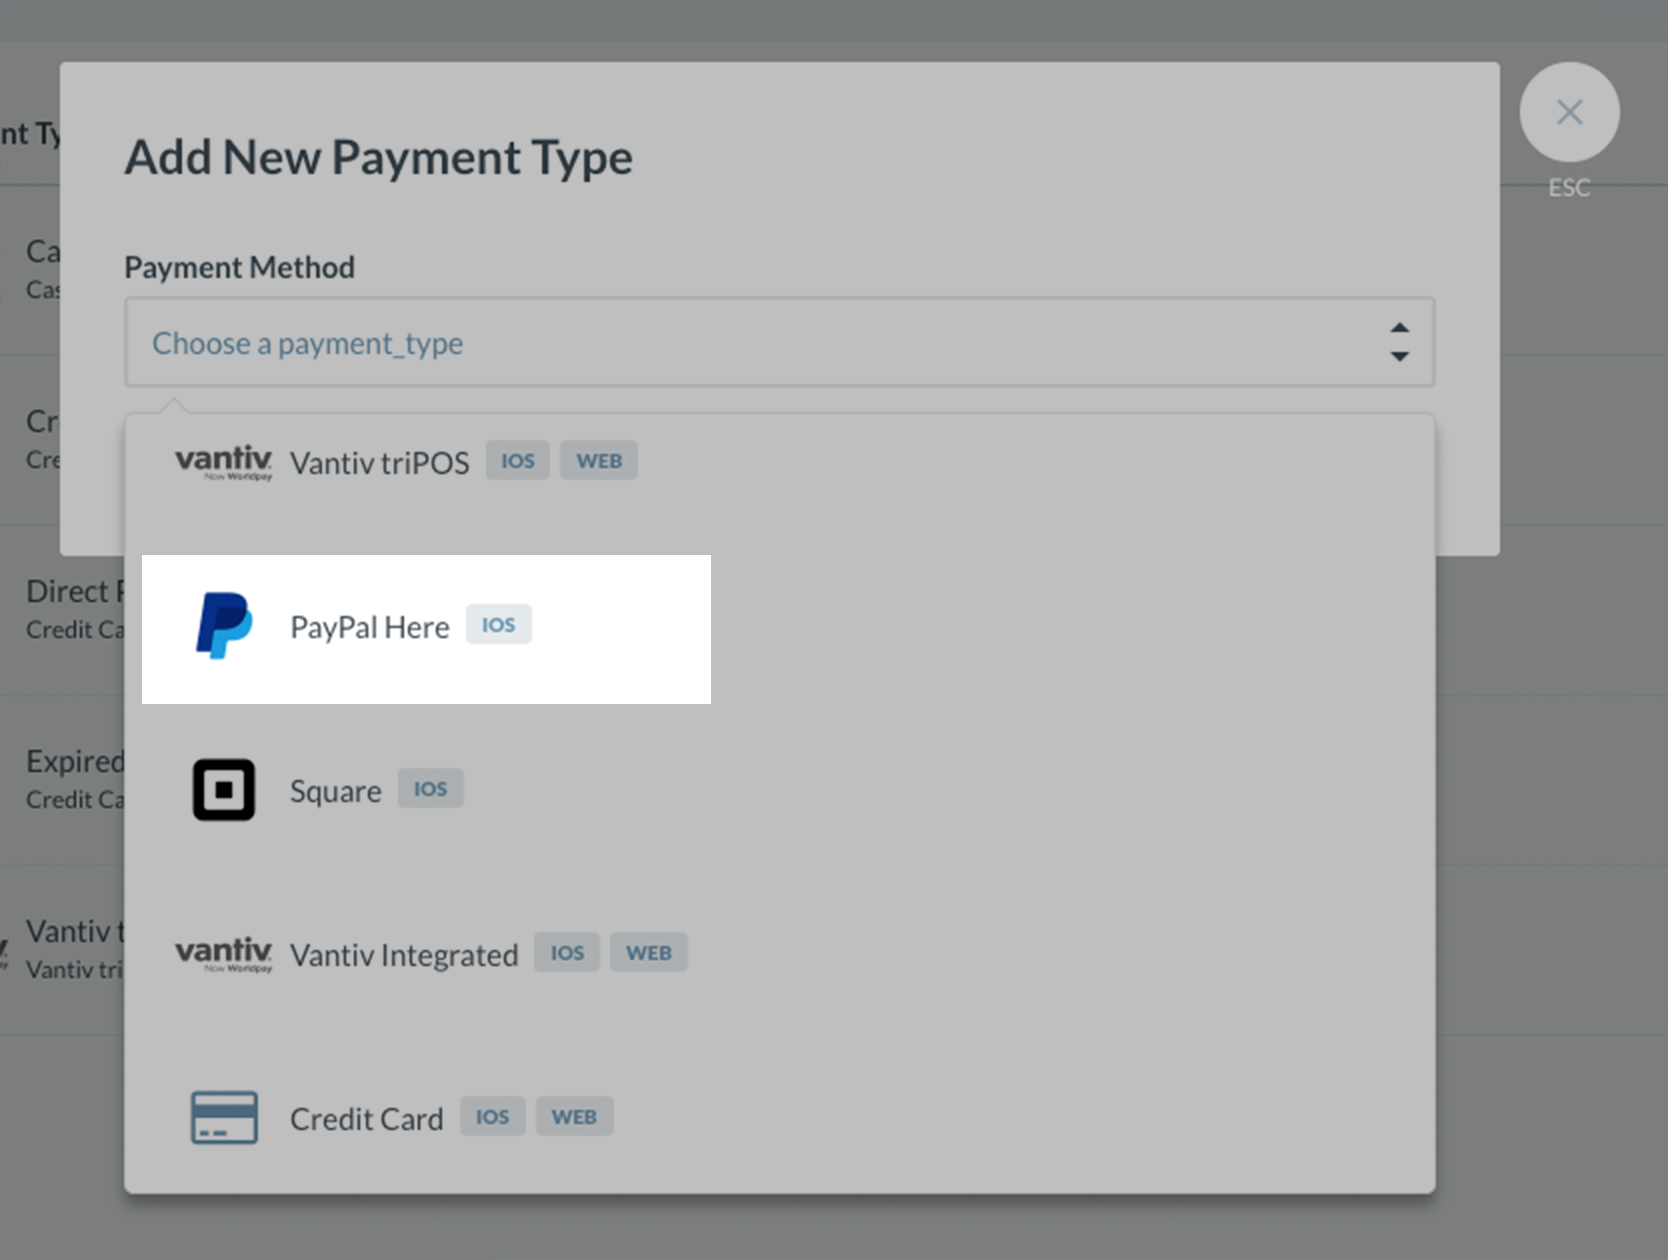 nt Ty
Add New Payment Type
ESC
Payment Method
Ca
Cas
Choose a payment_type
Cr
Cre
vantiv
Now Worldpay
Vantiv triPOS IOS WEB
Direct
Credit Ca
PayPal Here IOS
Expired
Credit Ca
Square IOS
Vantiv t
Vantiv tri
vantiv
Now Worldpay
Vantiv Integrated IOS WEB
Credit Card IOS WEB